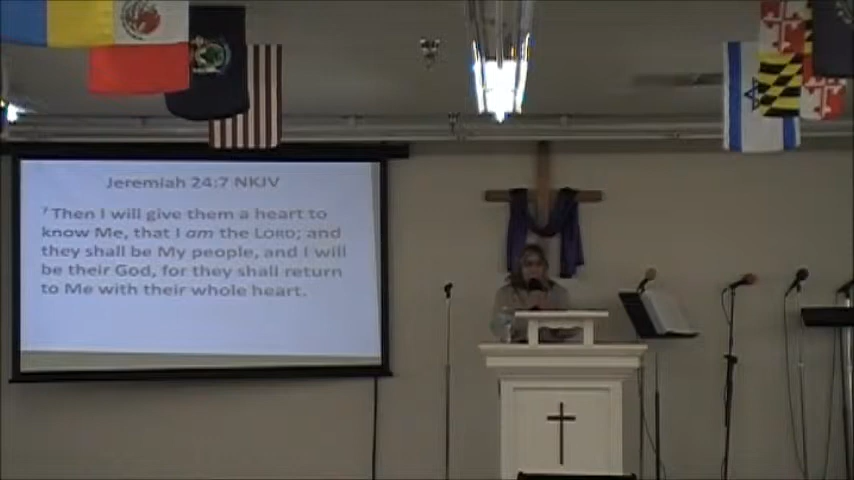 Jeremiah 24:7 NKJV
7 Then I will give them a heart to
know Me, that I am the LORD; and
they shall be My people, and I will
be their God, for they shall return
to Me with their whole heart.